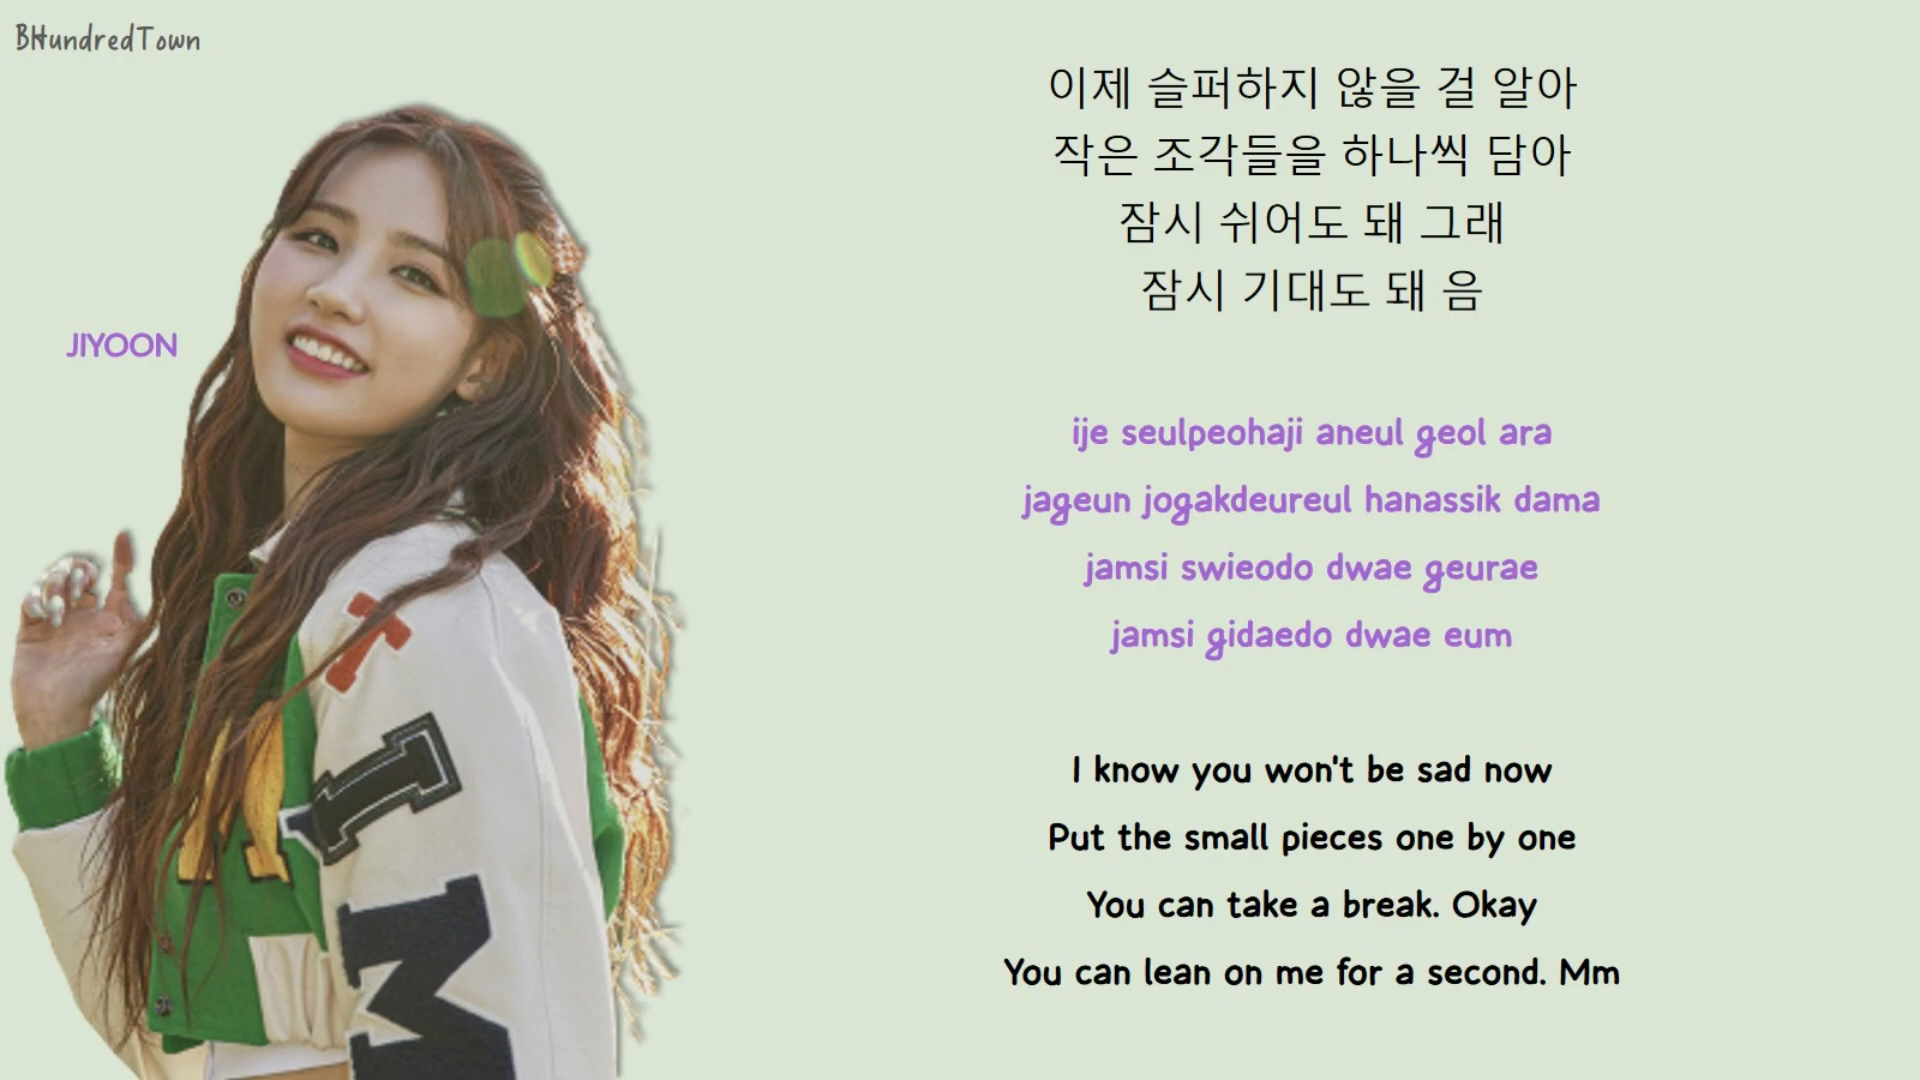 BHundredTown
JIYOON
이제 슬퍼하지 않을 걸 알아
작은 조각들을 하나씩 담아
잠시 쉬어도 돼 그래
잠시 기대도 돼 음
ije seulpeohaji aneul geol ara
jageun jogakdeureul hanassik dama
jamsi swieodo dwae geurae
jamsi gidaedo dwae eum
I know you won't be sad now
Put the small pieces one by one
You can take a break. Okay
You can lean on me for a second. Mm
I
M